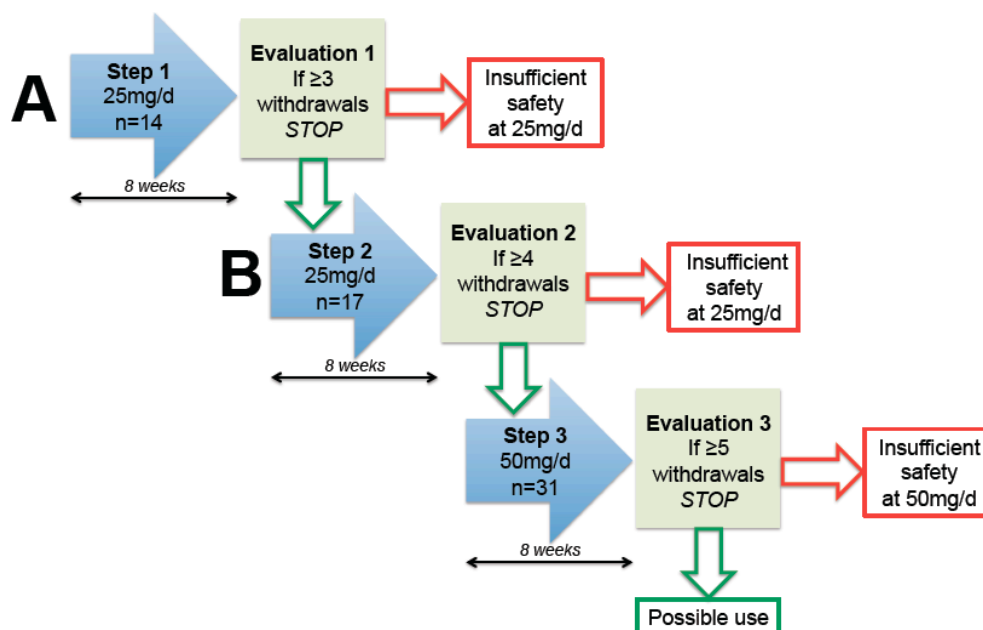 A
Step 1
25mg/d
n=14
8 weeks
Evaluation 1
If ≥3
withdrawals
STOP
Insufficient
safety
at 25mg/d
B
Step 2
25mg/d
n=17
8 weeks
Evaluation 2
If ≥4
withdrawals
STOP
Insufficient
safety
at 25mg/d
Step 3
50mg/d
n=31
8 weeks
Evaluation 3
If ≥5
withdrawals
STOP
Insufficient
safety
at 50mg/d
Possible use